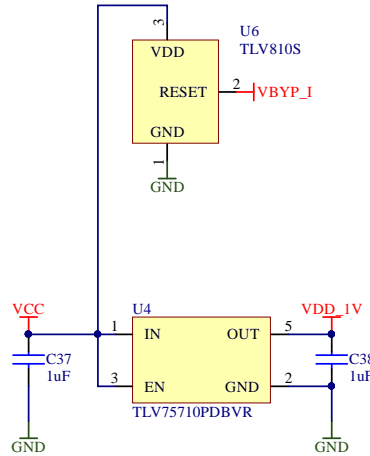 3
U6
TLV810S
VDD
RESET
2
VBYP_I
GND
1
GND
VCC
U4
VDD_1V
1
IN
OUT
5
C37
1uF
C38
1uF
3
EN
GND
2
TLV75710PDBVR
GND
GND